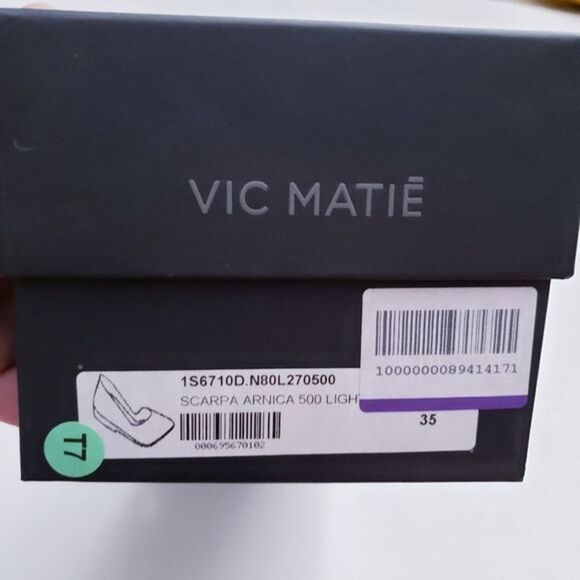 VIC MATIĒ
1000000089414171
1S6710D.N80L270500
SCARPA ARNICA 500 LIGH
35
000695670102
T7